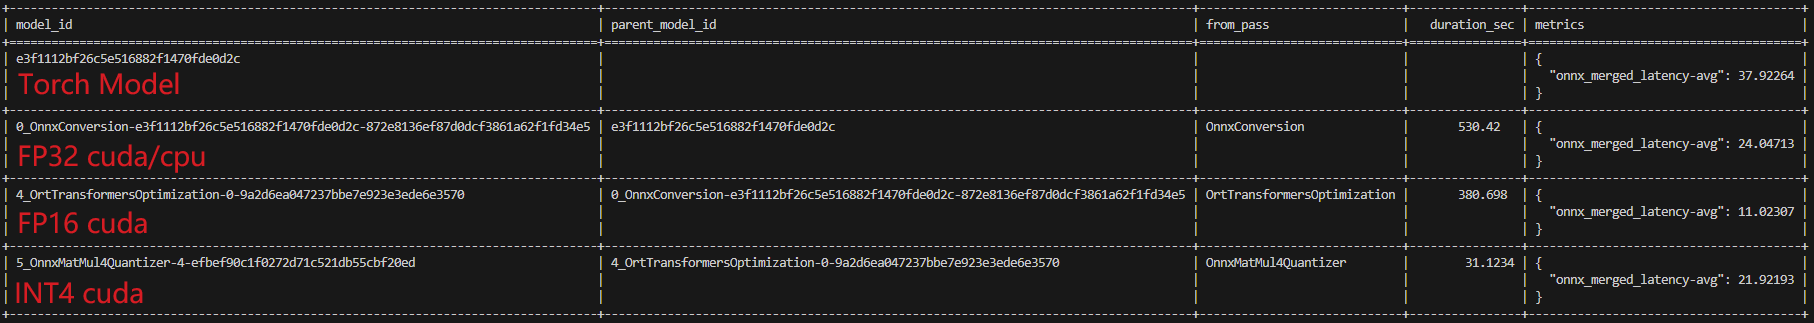 model_id parent_model_id from_pass duration_sec metrics
e3f1112bf26c5e516882f1470fde0d2c {
Torch Model "onnx_merged_latency-avg": 37.92264
}
0_OnnxConversion-e3f1112bf26c5e516882f1470fde0d2c-872e8136ef87d0dcf3861a62f1fd34e5 e3f1112bf26c5e516882f1470fde0d2c OnnxConversion 530.42 {
FP32 cuda/cpu "onnx_merged_latency-avg": 24.04713
}
4_OrtTransformersOptimization-0-9a2d6ea047237bbe7e923e3ede6e3570 0_OnnxConversion-e3f1112bf26c5e516882f1470fde0d2c-872e8136ef87d0dcf3861a62f1fd34e5 OrtTransformersOptimization 380.698 {
FP16 cuda "onnx_merged_latency-avg": 11.02307
}
5_OnnxMatMul4Quantizer-4-efbef90c1f0272d71c521db55cbf20ed 4_OrtTransformersOptimization-0-9a2d6ea047237bbe7e923e3ede6e3570 OnnxMatMul4Quantizer 31.1234 {
INT4 cuda "onnx_merged_latency-avg": 21.92193
}